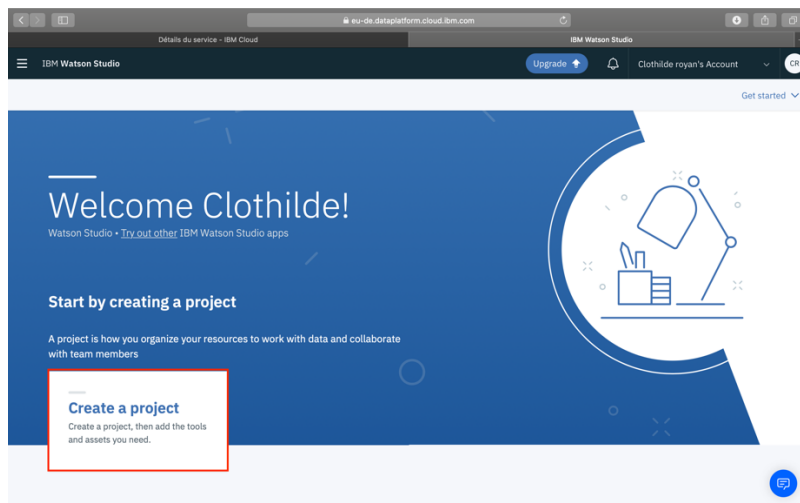 eu-de.dataplatform.cloud.ibm.com
Détails du service - IBM Cloud
IBM Watson Studio
IBM Watson Studio
Upgrade
Clothilde royan's Account
CR
Get started
Welcome Clothilde!
Watson Studio • Try out other IBM Watson Studio apps
Start by creating a project
A project is how you organize your resources to work with data and collaborate
with team members
Create a project
Create a project, then add the tools
and assets you need.